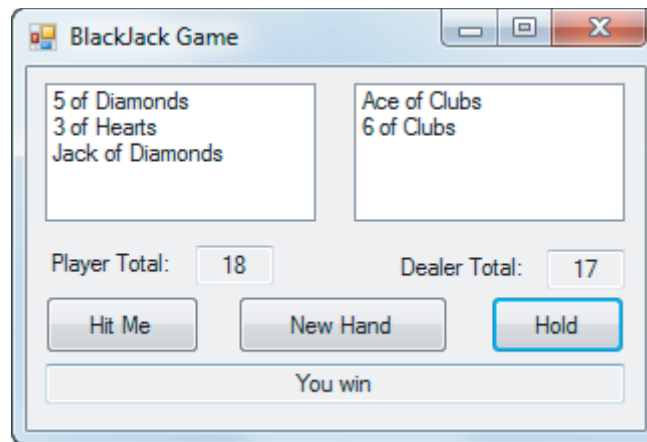 BlackJack Game
5 of Diamonds
3 of Hearts
Jack of Diamonds
Ace of Clubs
6 of Clubs
Player Total: 18
Dealer Total: 17
Hit Me
New Hand
Hold
You win